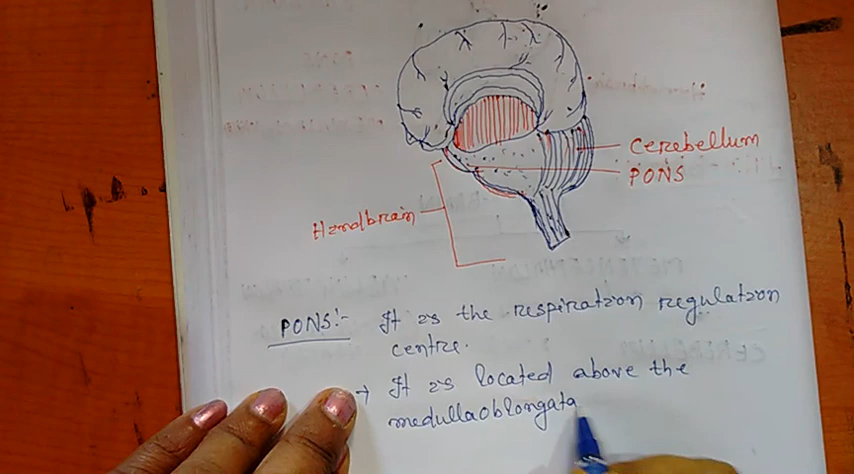 Cerebellum
PONS
Hindbrain
PONS:- It is the respiration regulation
centre.
→ It is located above the
medullaoblongata